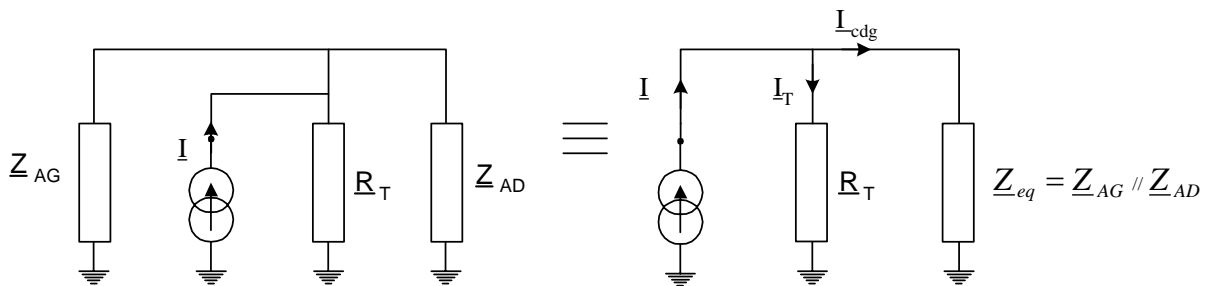 I_cdg
I
I_T
I
Z_AG
R_T
Z_AD
R_T
Z_eq = Z_AG // Z_AD